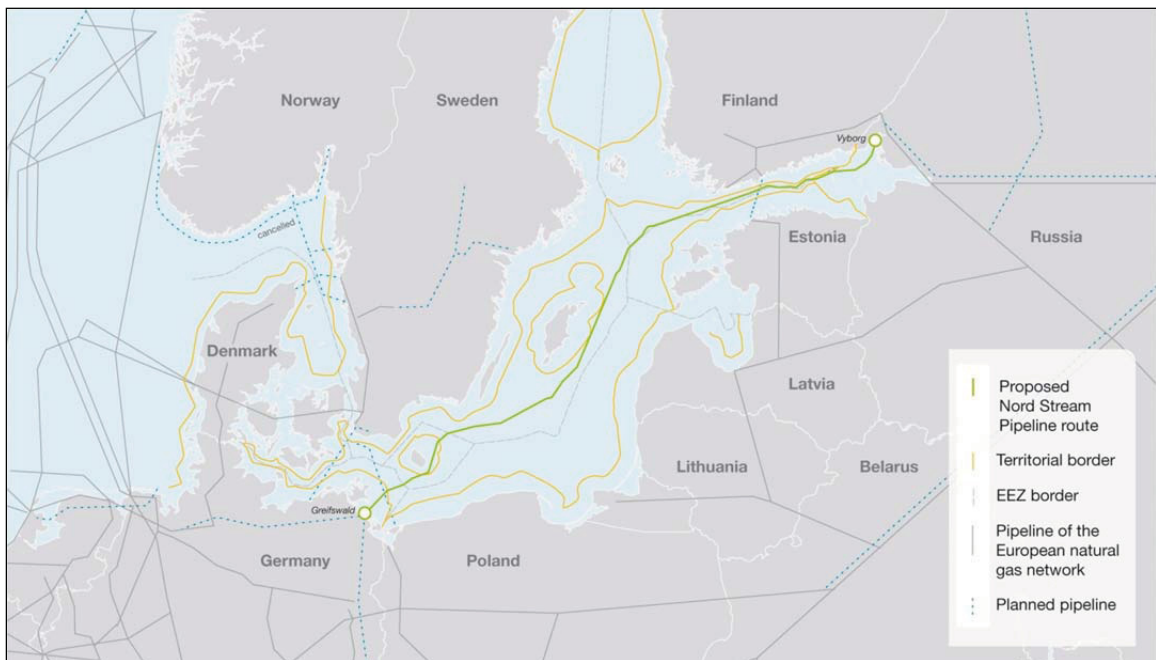 Norway
Sweden
Finland
Vyborg
cancelled
Estonia
Russia
Denmark
Latvia
Lithuania
Belarus
Greifswald
Germany
Poland
Proposed
Nord Stream
Pipeline route
Territorial border
EEZ border
Pipeline of the
European natural
gas network
Planned pipeline